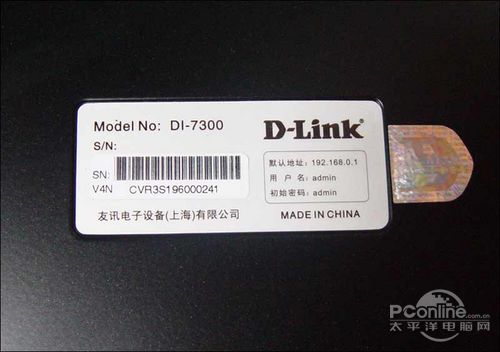 Model No: DI-7300
S/N:
D-Link
SN:
V4N CVR3S196000241
默认地址: 192.168.0.1
用 户 名: admin
初始密码: admin
友讯电子设备(上海)有限公司
MADE IN CHINA
PConline.com.cn
太平洋电脑网